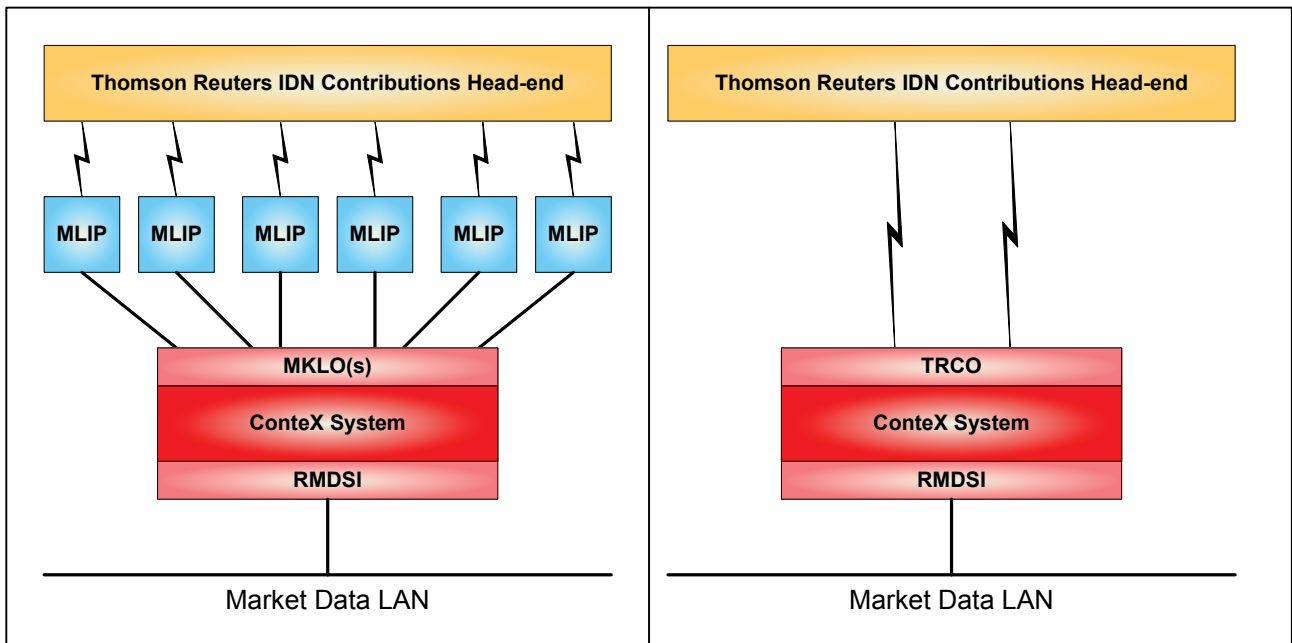 Thomson Reuters IDN Contributions Head-end
MLIP
MLIP
MLIP
MLIP
MLIP
MLIP
MKLO(s)
ConteX System
RMDSI
Market Data LAN
Thomson Reuters IDN Contributions Head-end
TRCO
ConteX System
RMDSI
Market Data LAN